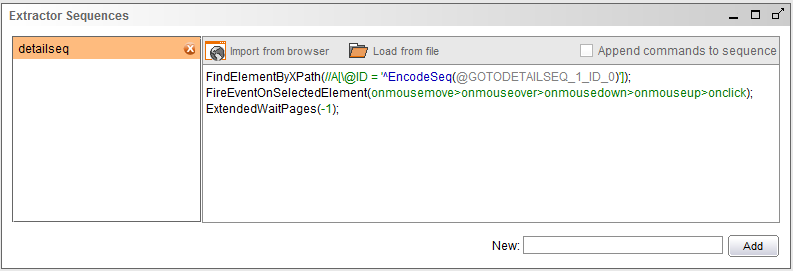 Extractor Sequences
detailseq
Import from browser
Load from file
Append commands to sequence
FindElementByXPath(//A[\@ID = '^EncodeSeq(@GOTODETAILSEQ_1_ID_0)']);
FireEventOnSelectedElement(onmousemove>onmouseover>onmousedown>onmouseup>onclick);
ExtendedWaitPages(-1);
New:
Add